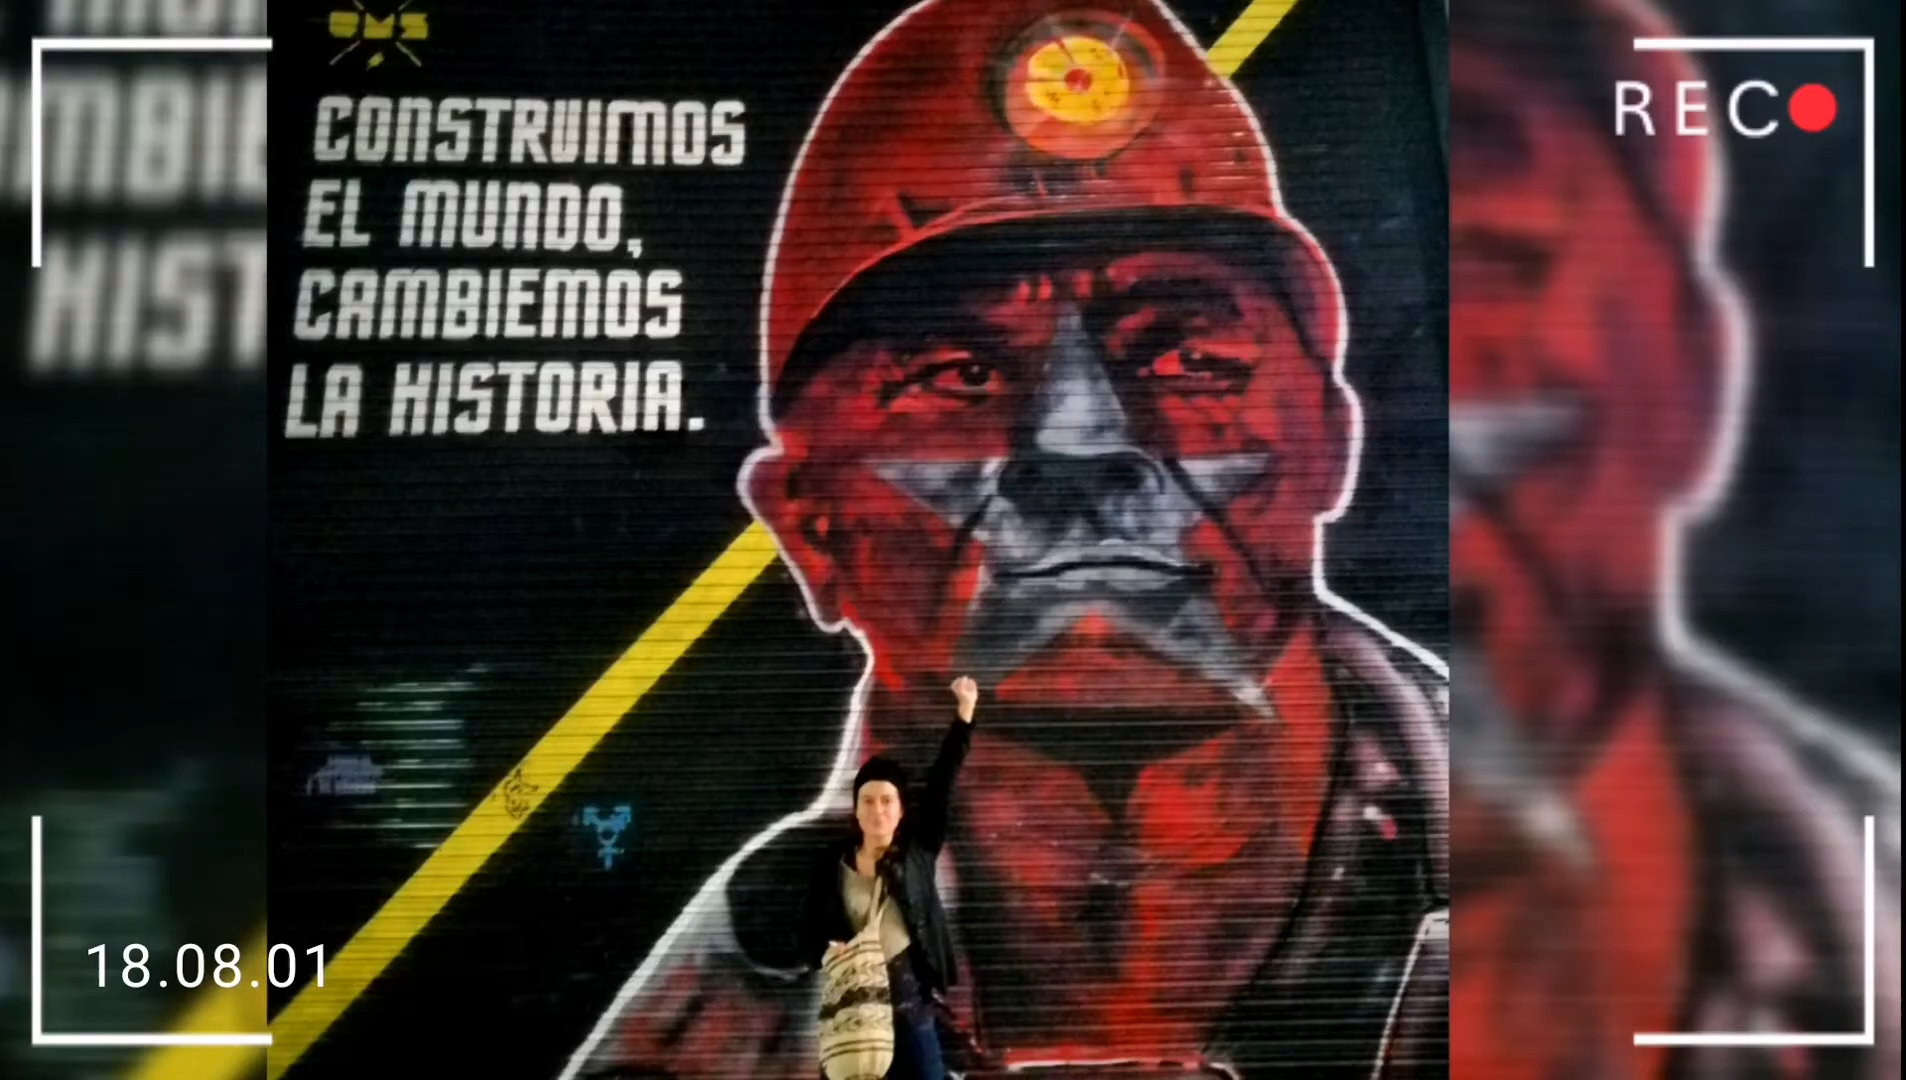 CONSTRUIMOS
EL MUNDO,
CAMBIEMOS
LA HISTORIA.
REC
18.08.01